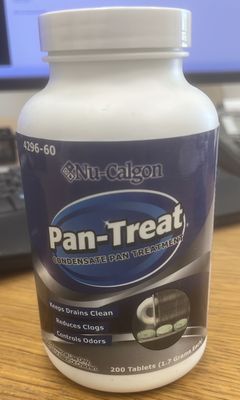 4296-60
Nu-Calgon
Pan-Treat
CONDENSATE PAN TREATMENT
Keeps Drains Clean
Reduces Clogs
Controls Odors
200 Tablets (1.7 Grams Each)